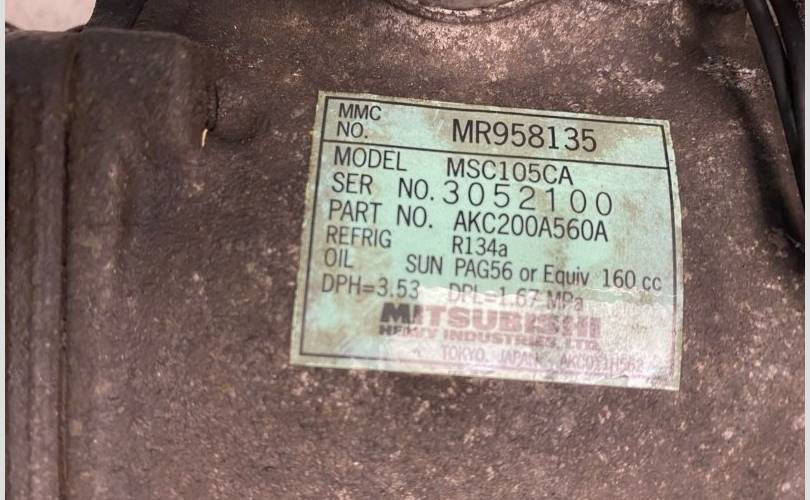 MMC
NO. MR958135
MODEL MSC105CA
SER NO. 3052100
PART NO. AKC200A560A
REFRIG R134a
OIL SUN PAG56 or Equiv 160 cc
DPH=3.53 DPL=1.67 MPa
MITSUBISHI
HEAVY INDUSTRIES, LTD.
TOKYO, JAPAN AKC011H562